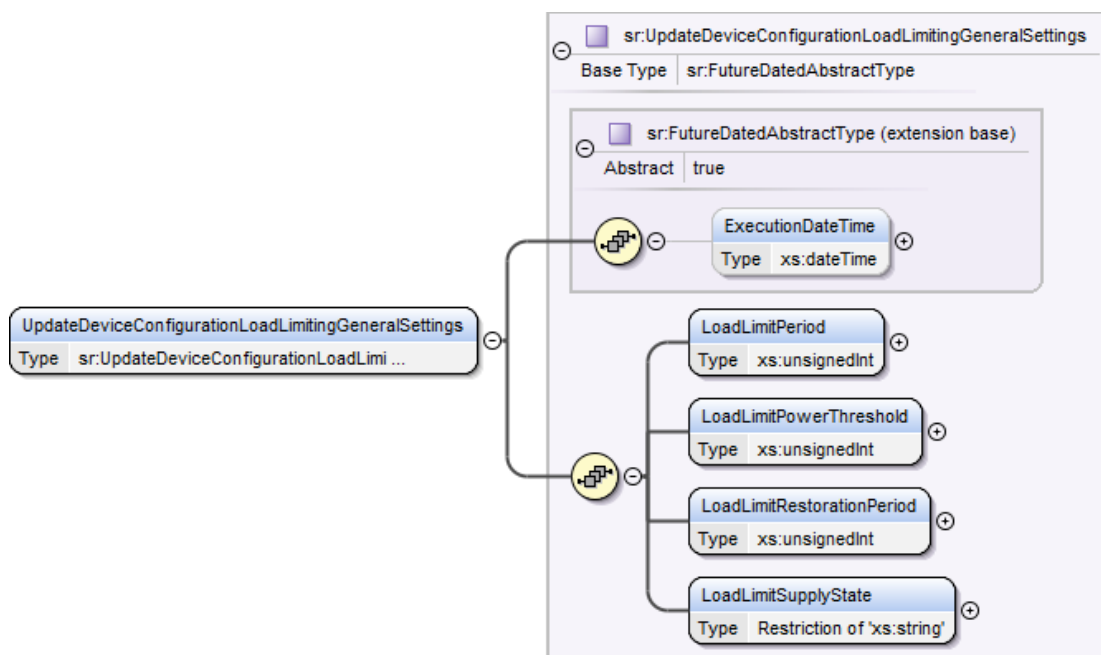 sr:UpdateDeviceConfigurationLoadLimitingGeneralSettings
Base Type sr:FutureDatedAbstractType
sr:FutureDatedAbstractType (extension base)
Abstract true
ExecutionDateTime
Type xs:dateTime
UpdateDeviceConfigurationLoadLimitingGeneralSettings
Type sr:UpdateDeviceConfigurationLoadLimi ...
LoadLimitPeriod
Type xs:unsignedInt
LoadLimitPowerThreshold
Type xs:unsignedInt
LoadLimitRestorationPeriod
Type xs:unsignedInt
LoadLimitSupplyState
Type Restriction of 'xs:string'